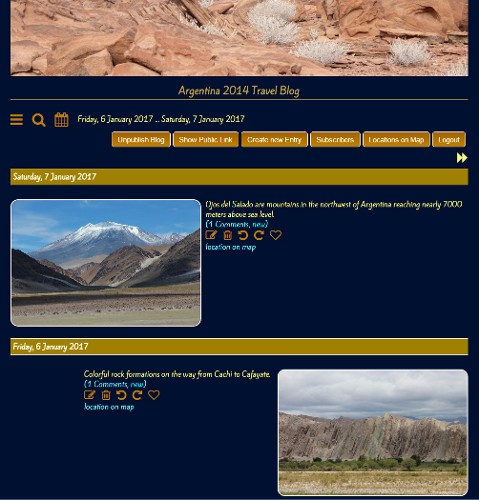 Argentina 2014 Travel Blog
Friday, 6 January 2017 ... Saturday, 7 January 2017
Unpublish Blog Show Public Link Create new Entry Subscribers Locations on Map Logout
Saturday, 7 January 2017
Ojos del Salado are mountains in the northwest of Argentina reaching nearly 7000
meters above sea level.
(1 Comments, new)
location on map
Friday, 6 January 2017
Colorful rock formations on the way from Cachi to Cafayate.
(1 Comments, new)
location on map